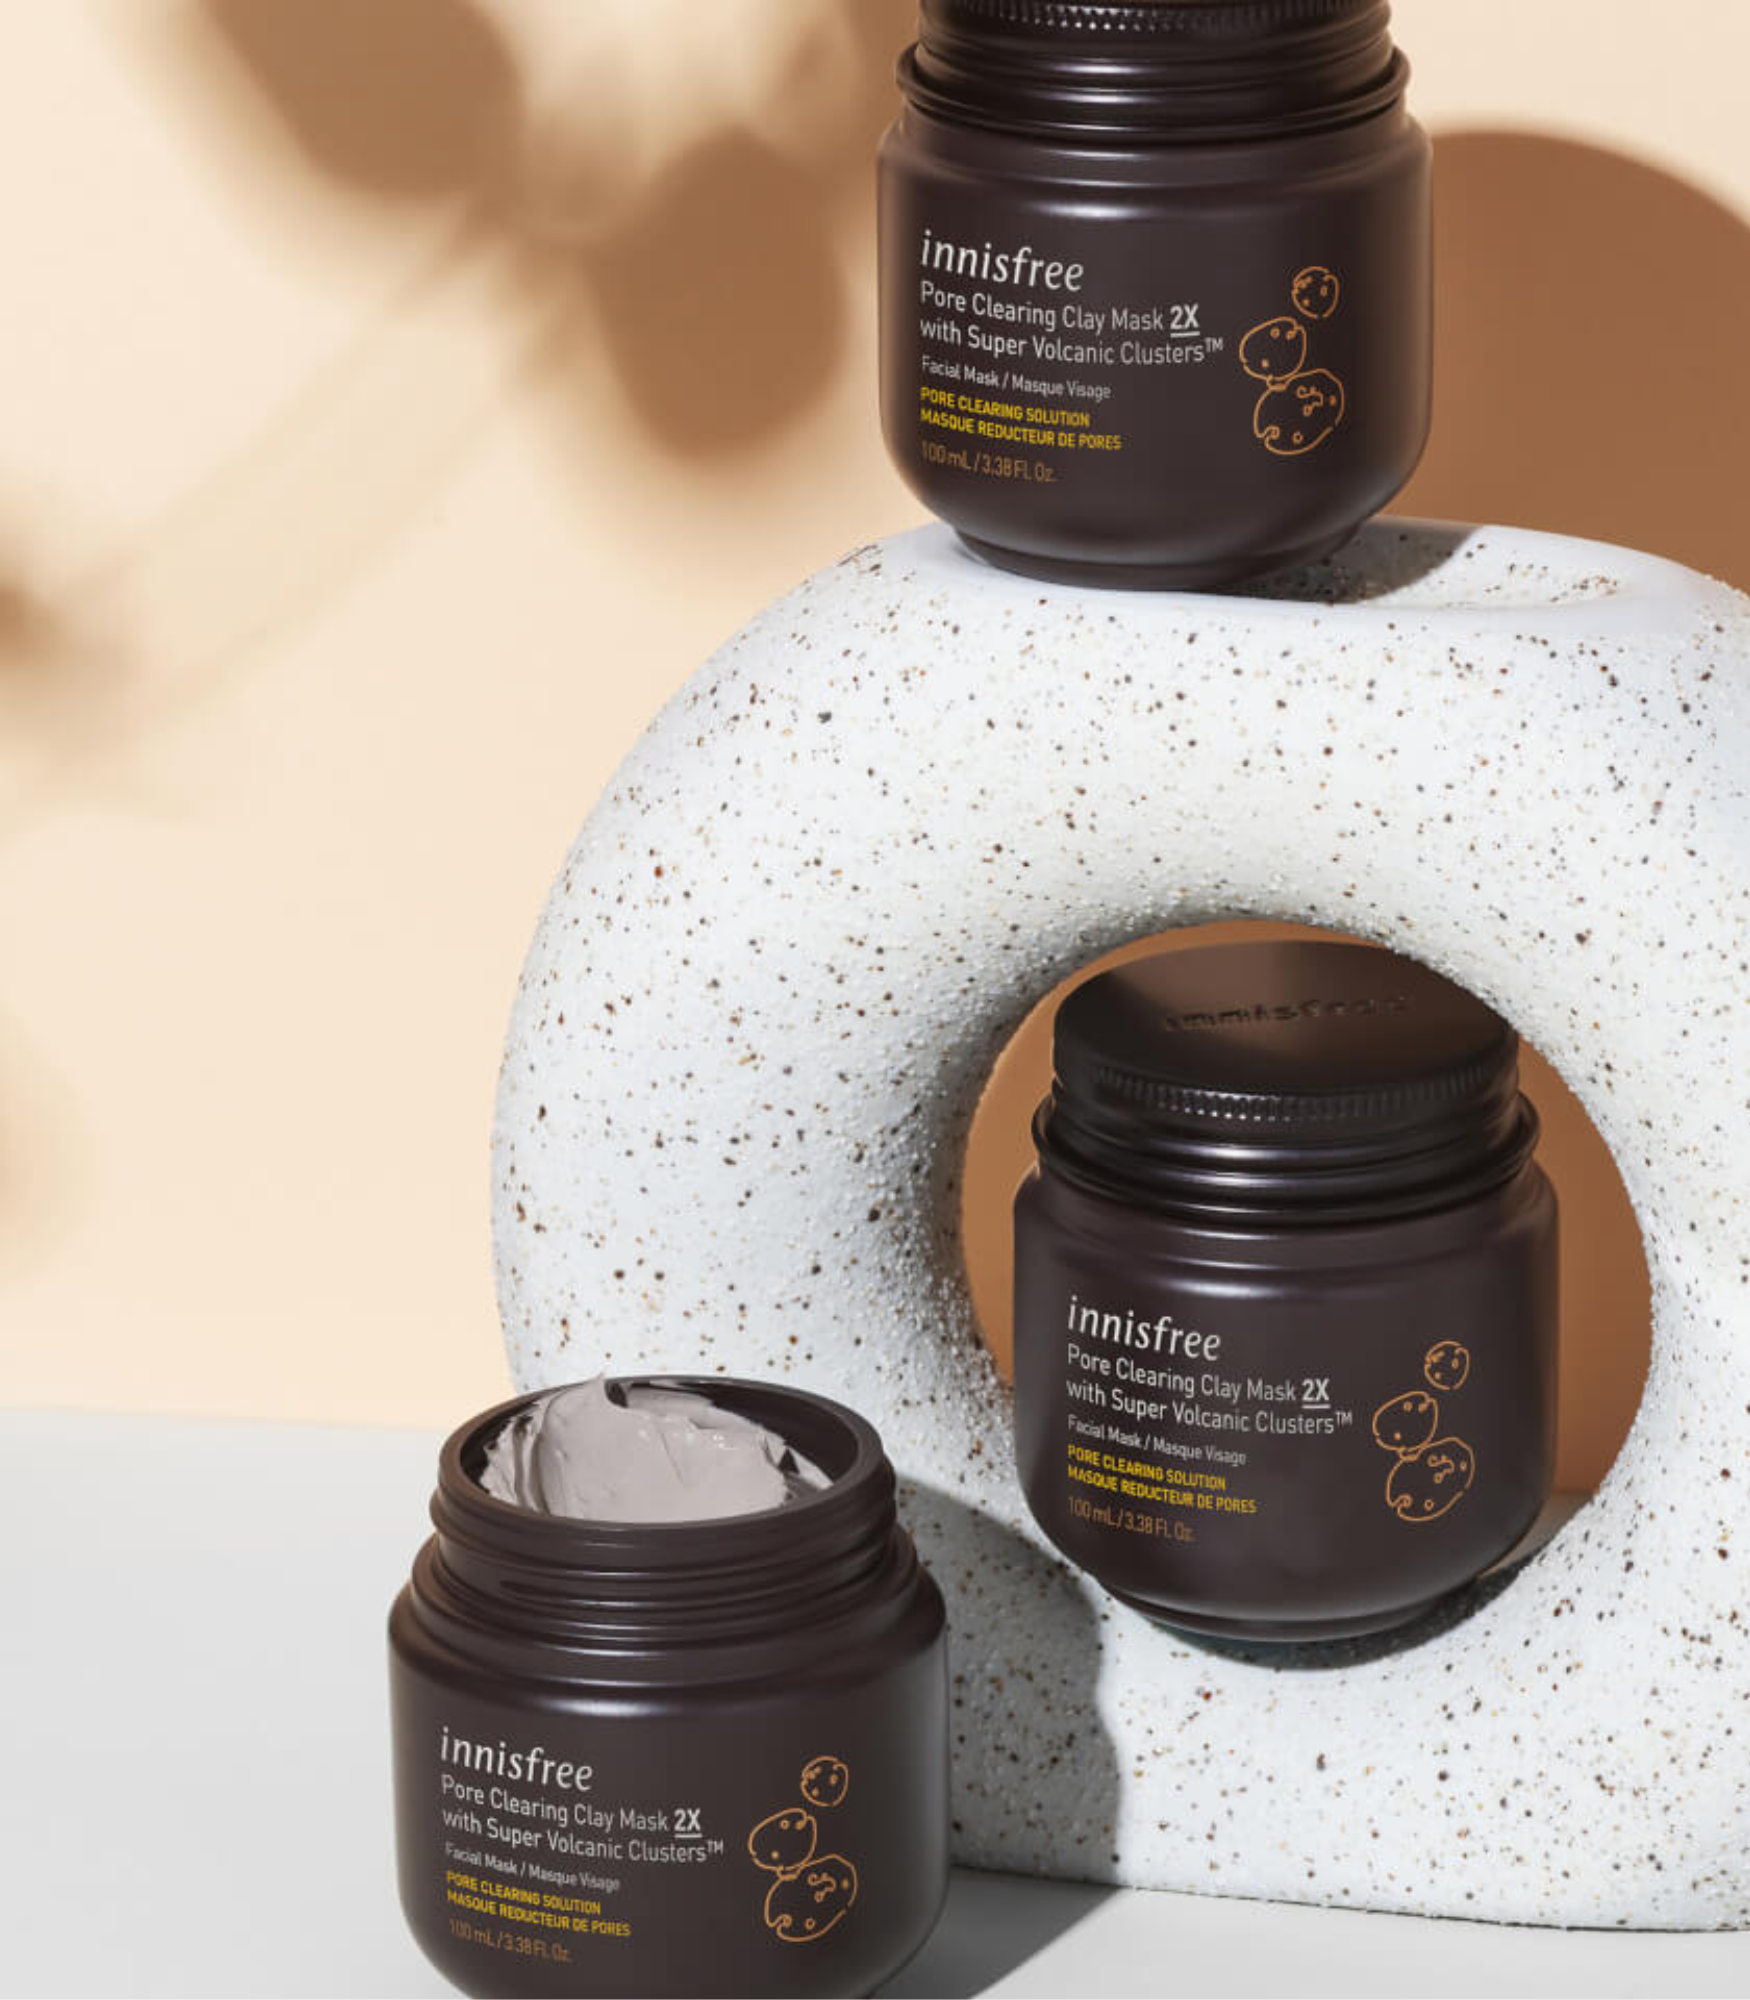 innisfree
Pore Clearing Clay Mask 2X
with Super Volcanic Clusters™
Facial Mask / Masque Visage
PORE CLEARING SOLUTION
MASQUE REDUCTEUR DE PORES
100 mL / 3.38 Fl. Oz.
innisfree
innisfree
Pore Clearing Clay Mask 2X
with Super Volcanic Clusters™
Facial Mask / Masque Visage
PORE CLEARING SOLUTION
MASQUE REDUCTEUR DE PORES
100 mL / 3.38 Fl. Oz.
innisfree
Pore Clearing Clay Mask 2X
with Super Volcanic Clusters™
Facial Mask / Masque Visage
PORE CLEARING SOLUTION
MASQUE REDUCTEUR DE PORES
100 mL / 3.38 Fl. Oz.